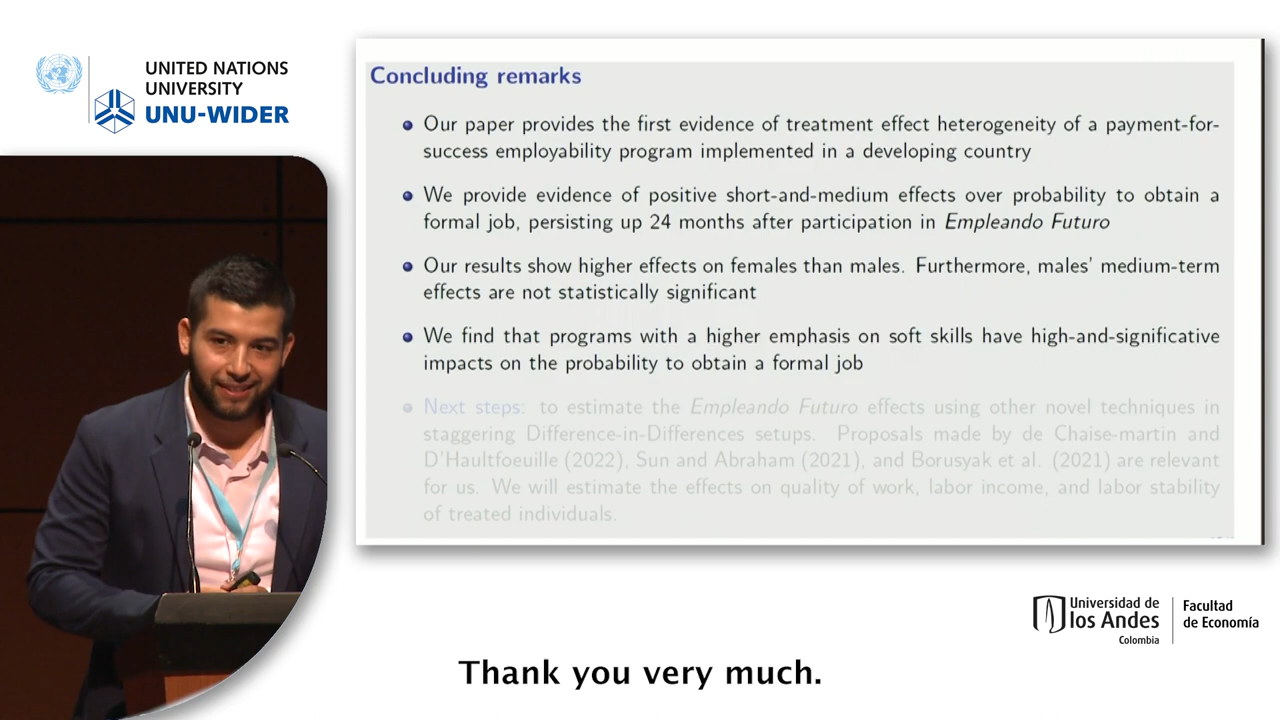 UNITED NATIONS
UNIVERSITY
UNU-WIDER
Concluding remarks
Our paper provides the first evidence of treatment effect heterogeneity of a payment-for-
success employability program implemented in a developing country
We provide evidence of positive short-and-medium effects over probability to obtain a
formal job, persisting up 24 months after participation in Empleando Futuro
Our results show higher effects on females than males. Furthermore, males' medium-term
effects are not statistically significant
We find that programs with a higher emphasis on soft skills have high-and-significative
impacts on the probability to obtain a formal job
Next steps: to estimate the Empleando Futuro effects using other novel techniques in
staggering Difference-in-Differences setups. Proposals made by de Chaise-martin and
D'Haultfoeuille (2022), Sun and Abraham (2021), and Borusyak et al. (2021) are relevant
for us. We will estimate the effects on quality of work, labor income, and labor stability
of treated individuals.
Universidad de
los Andes
Colombia
Facultad
de Economía
Thank you very much.